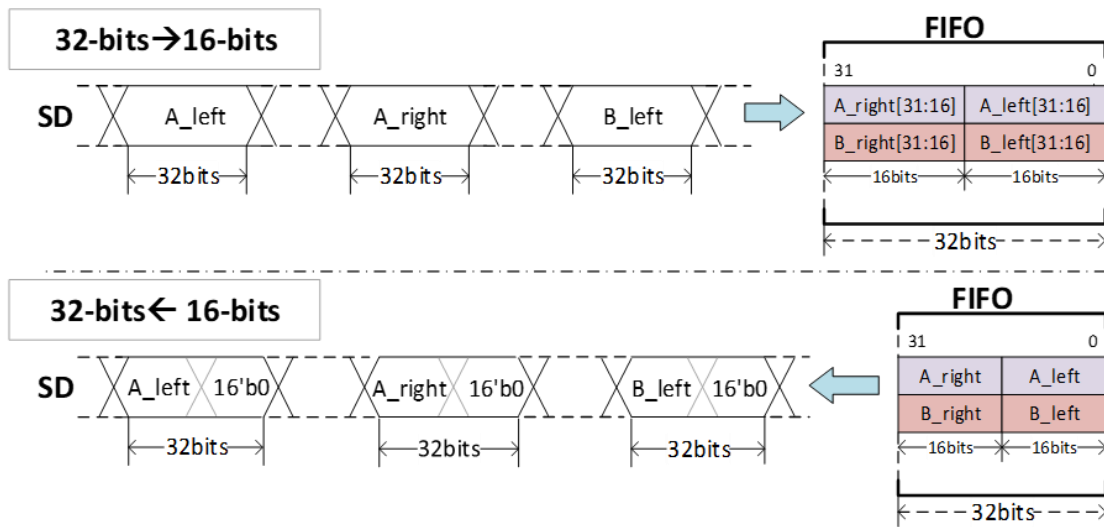 32-bits→16-bits
FIFO
31 0
SD A_left A_right B_left
A_right[31:16] A_left[31:16]
B_right[31:16] B_left[31:16]
32bits 32bits 32bits
16bits 16bits
32bits
32-bits← 16-bits
FIFO
31 0
SD A_left 16'b0 A_right 16'b0 B_left 16'b0
A_right A_left
B_right B_left
32bits 32bits 32bits
16bits 16bits
32bits